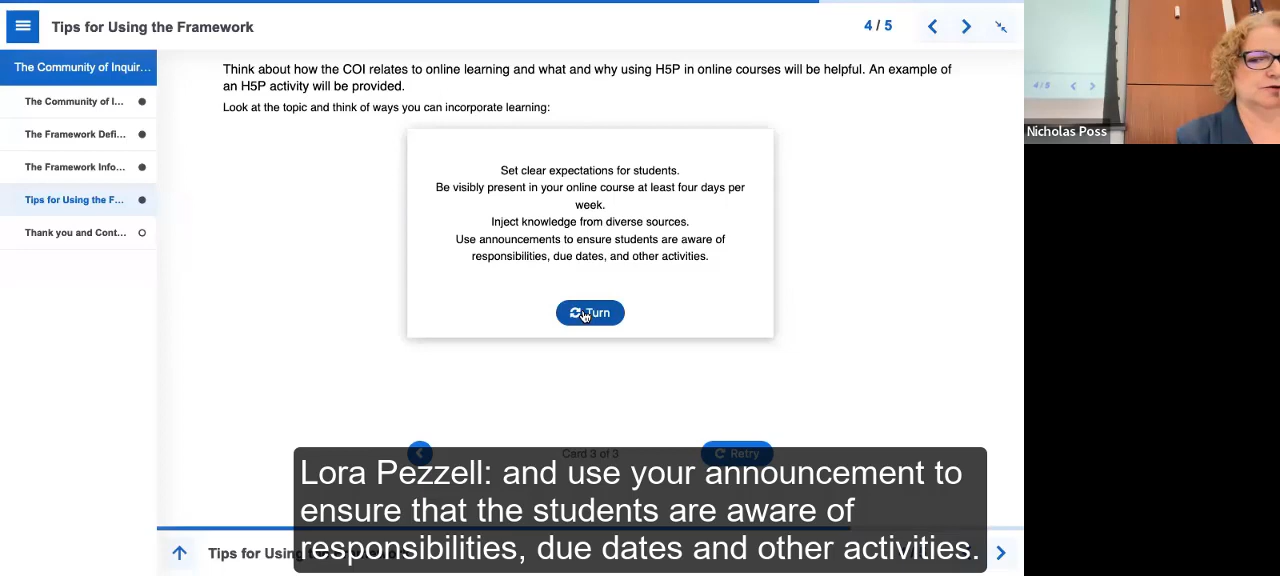 Tips for Using the Framework
4 / 5
The Community of Inquir...
The Community of I...
The Framework Defi...
The Framework Info...
Tips for Using the F...
Thank you and Cont...
Think about how the COI relates to online learning and what and why using H5P in online courses will be helpful. An example of
an H5P activity will be provided.
Look at the topic and think of ways you can incorporate learning:
Set clear expectations for students.
Be visibly present in your online course at least four days per
week.
Inject knowledge from diverse sources.
Use announcements to ensure students are aware of
responsibilities, due dates, and other activities.
Turn
Card 3 of 3
Retry
Lora Pezzell: and use your announcement to
ensure that the students are aware of
responsibilities, due dates and other activities.
Tips for Using
4/5
Nicholas Poss